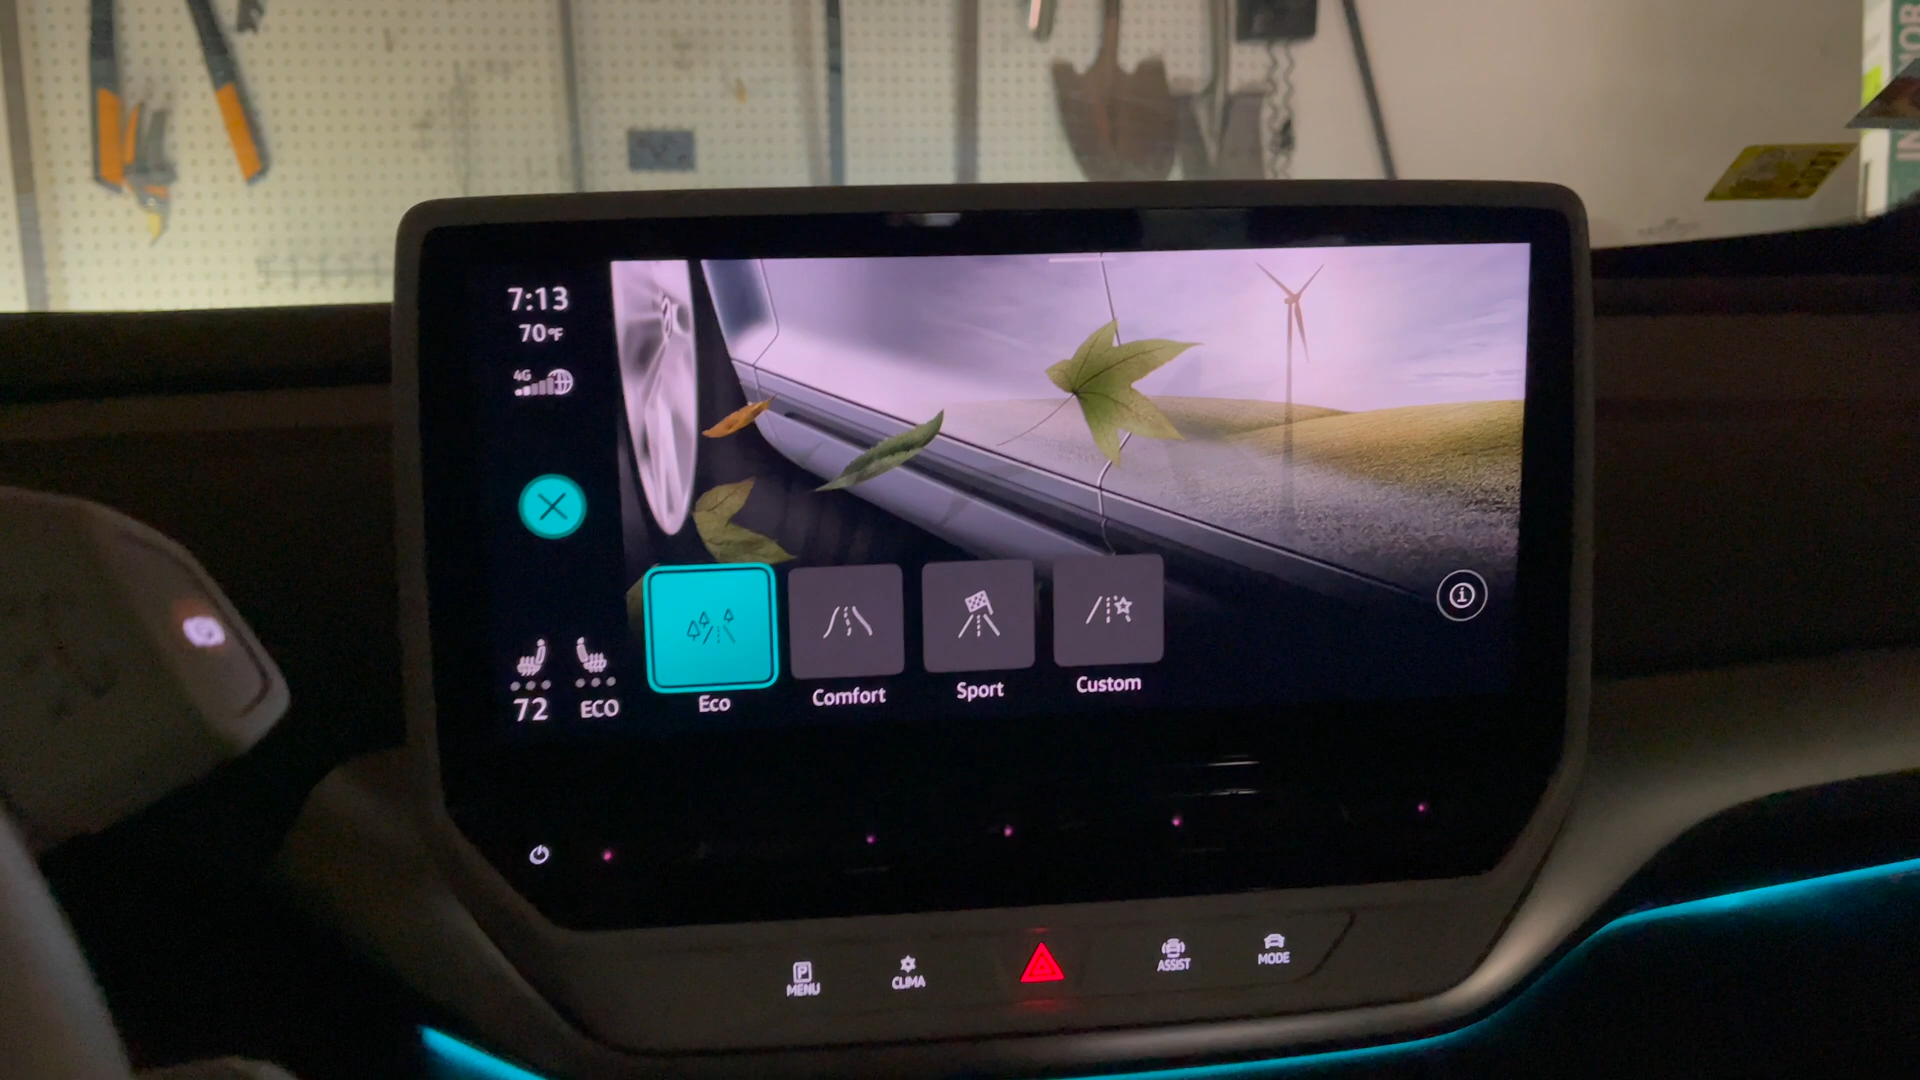 7:13
70°F
4G
72
ECO
Eco
Comfort
Sport
Custom
P
MENU
CLIMA
ASSIST
MODE